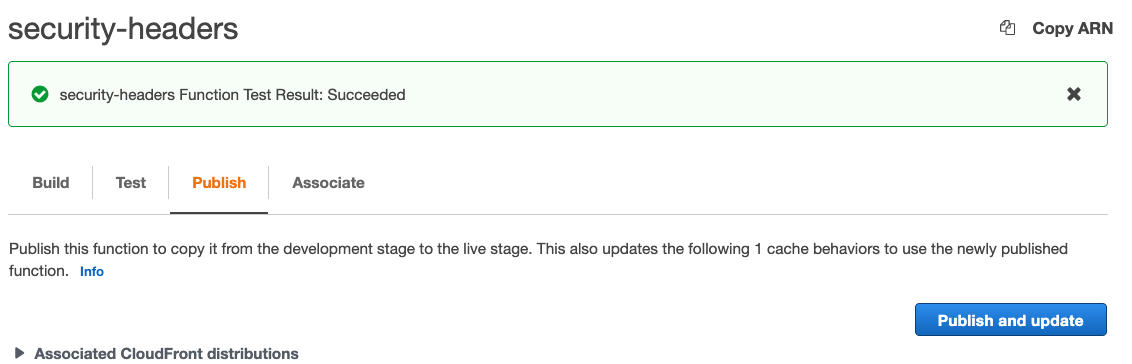 security-headers
Copy ARN
security-headers Function Test Result: Succeeded
Build
Test
Publish
Associate
Publish this function to copy it from the development stage to the live stage. This also updates the following 1 cache behaviors to use the newly published
function. Info
Publish and update
Associated CloudFront distributions